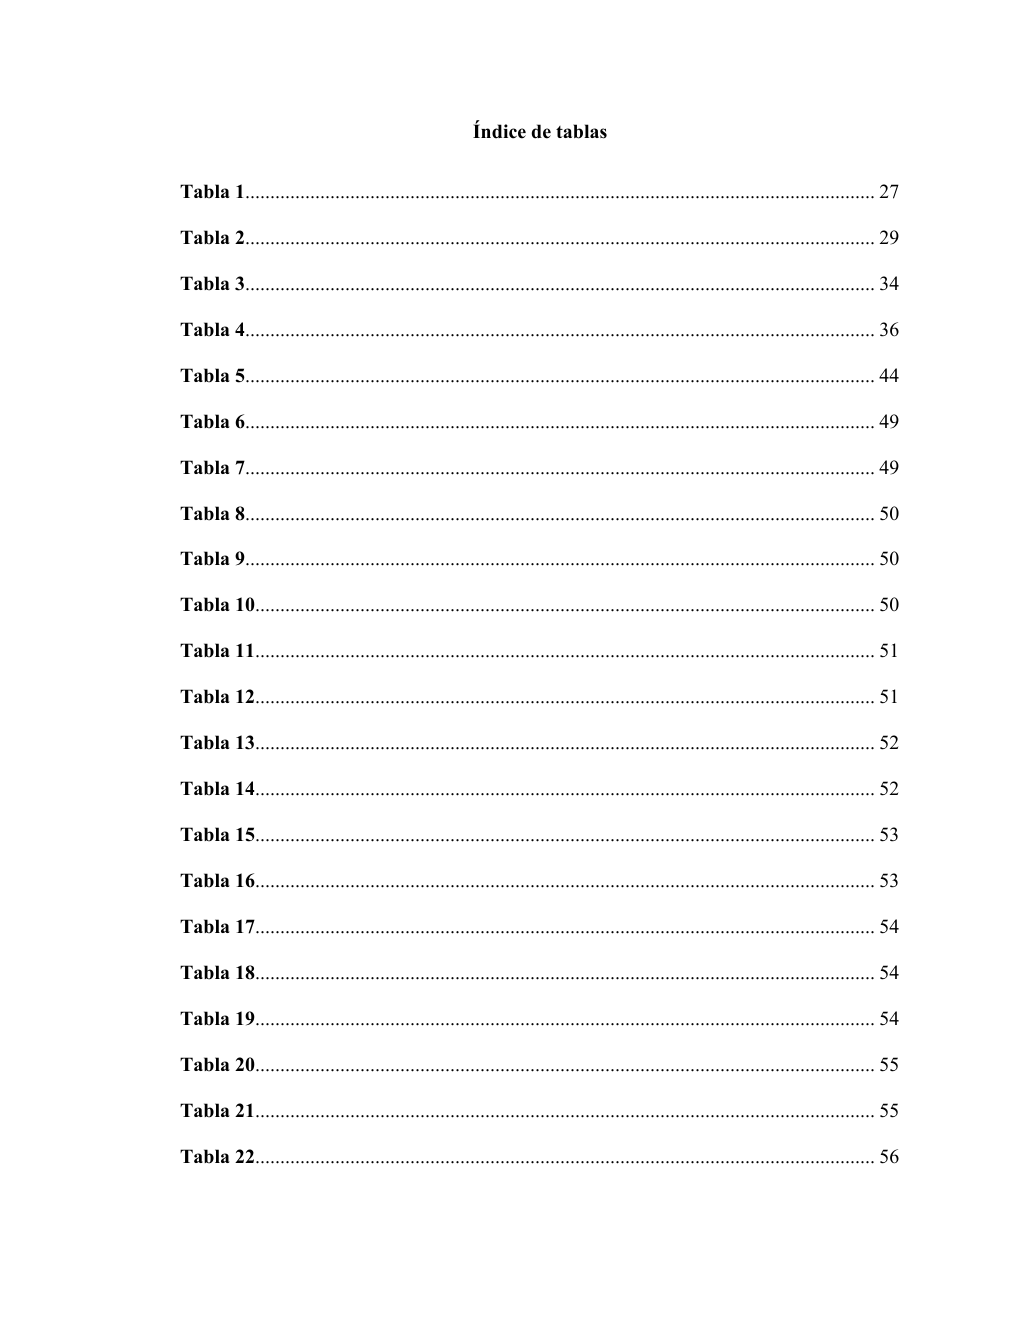 Índice de tablas
Tabla 1 27
Tabla 2 29
Tabla 3 34
Tabla 4 36
Tabla 5 44
Tabla 6 49
Tabla 7 49
Tabla 8 50
Tabla 9 50
Tabla 10 50
Tabla 11 51
Tabla 12 51
Tabla 13 52
Tabla 14 52
Tabla 15 53
Tabla 16 53
Tabla 17 54
Tabla 18 54
Tabla 19 54
Tabla 20 55
Tabla 21 55
Tabla 22 56